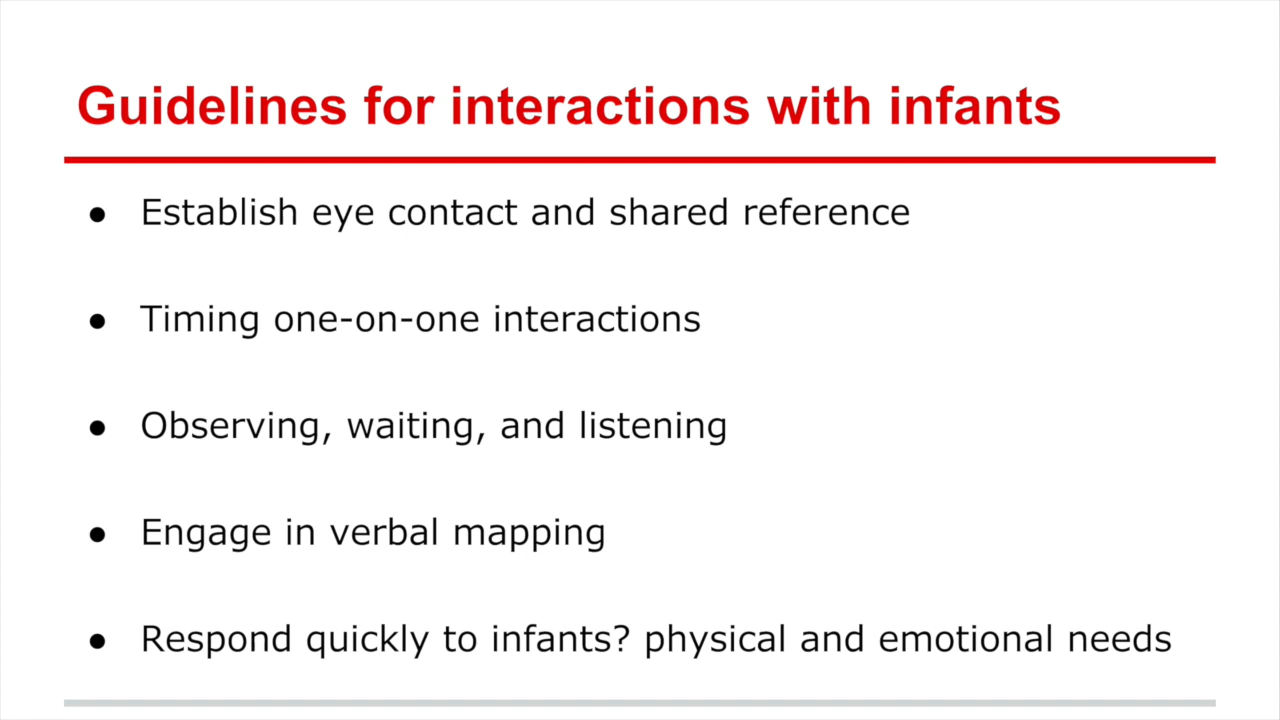 Guidelines for interactions with infants
● Establish eye contact and shared reference
● Timing one-on-one interactions
● Observing, waiting, and listening
● Engage in verbal mapping
● Respond quickly to infants? physical and emotional needs